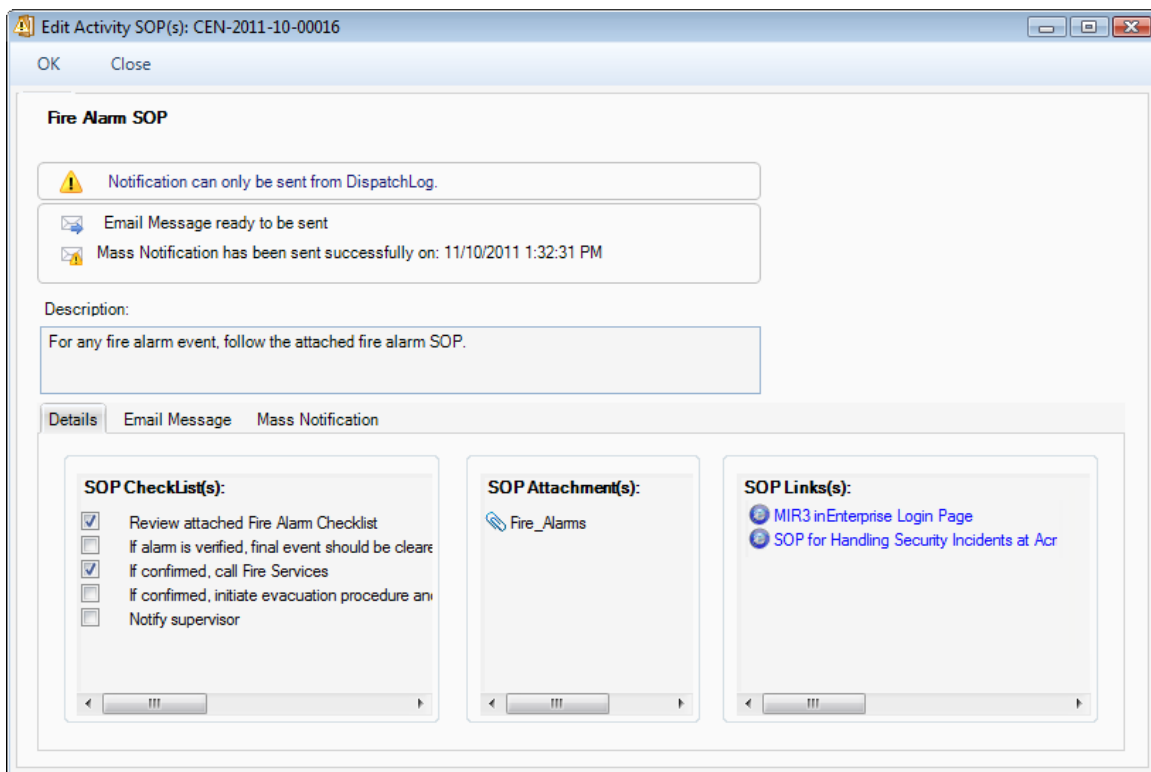 Edit Activity SOP(s): CEN-2011-10-00016
OK Close
Fire Alarm SOP
Notification can only be sent from DispatchLog.
Email Message ready to be sent
Mass Notification has been sent successfully on: 11/10/2011 1:32:31 PM
Description:
For any fire alarm event, follow the attached fire alarm SOP.
Details Email Message Mass Notification
SOP CheckList(s):
Review attached Fire Alarm Checklist
If alarm is verified, final event should be cleare
If confirmed, call Fire Services
If confirmed, initiate evacuation procedure an
Notify supervisor
SOP Attachment(s):
Fire_Alarms
SOP Links(s):
MIR3 inEnterprise Login Page
SOP for Handling Security Incidents at Acr